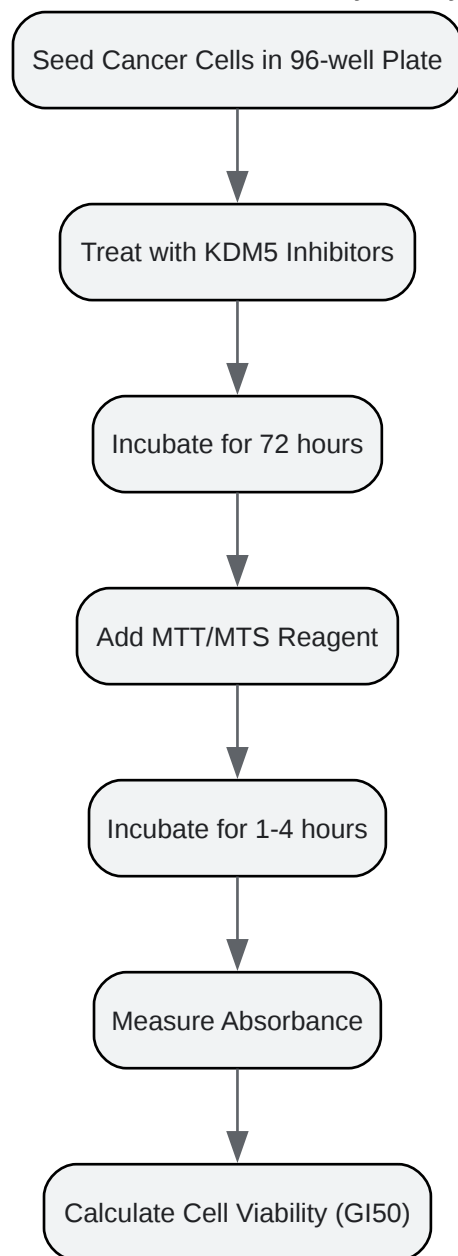 Seed Cancer Cells in 96-well Plate
Treat with KDM5 Inhibitors
Incubate for 72 hours
Add MTT/MTS Reagent
Incubate for 1-4 hours
Measure Absorbance
Calculate Cell Viability (GI50)